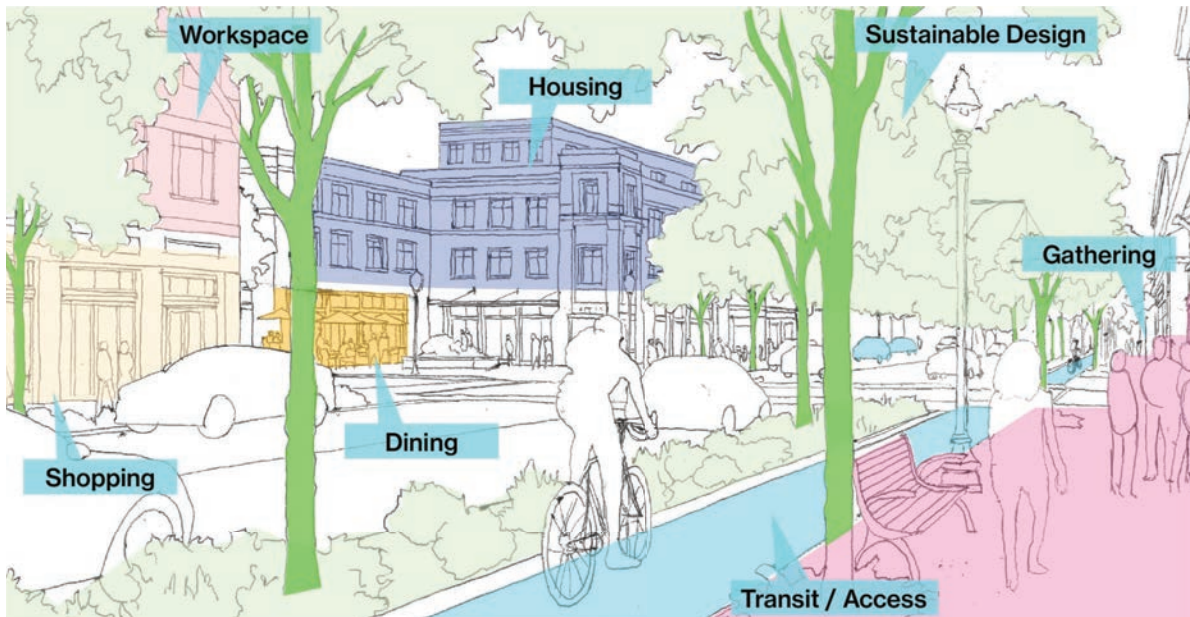 Workspace
Sustainable Design
Housing
Gathering
Dining
Shopping
Transit / Access